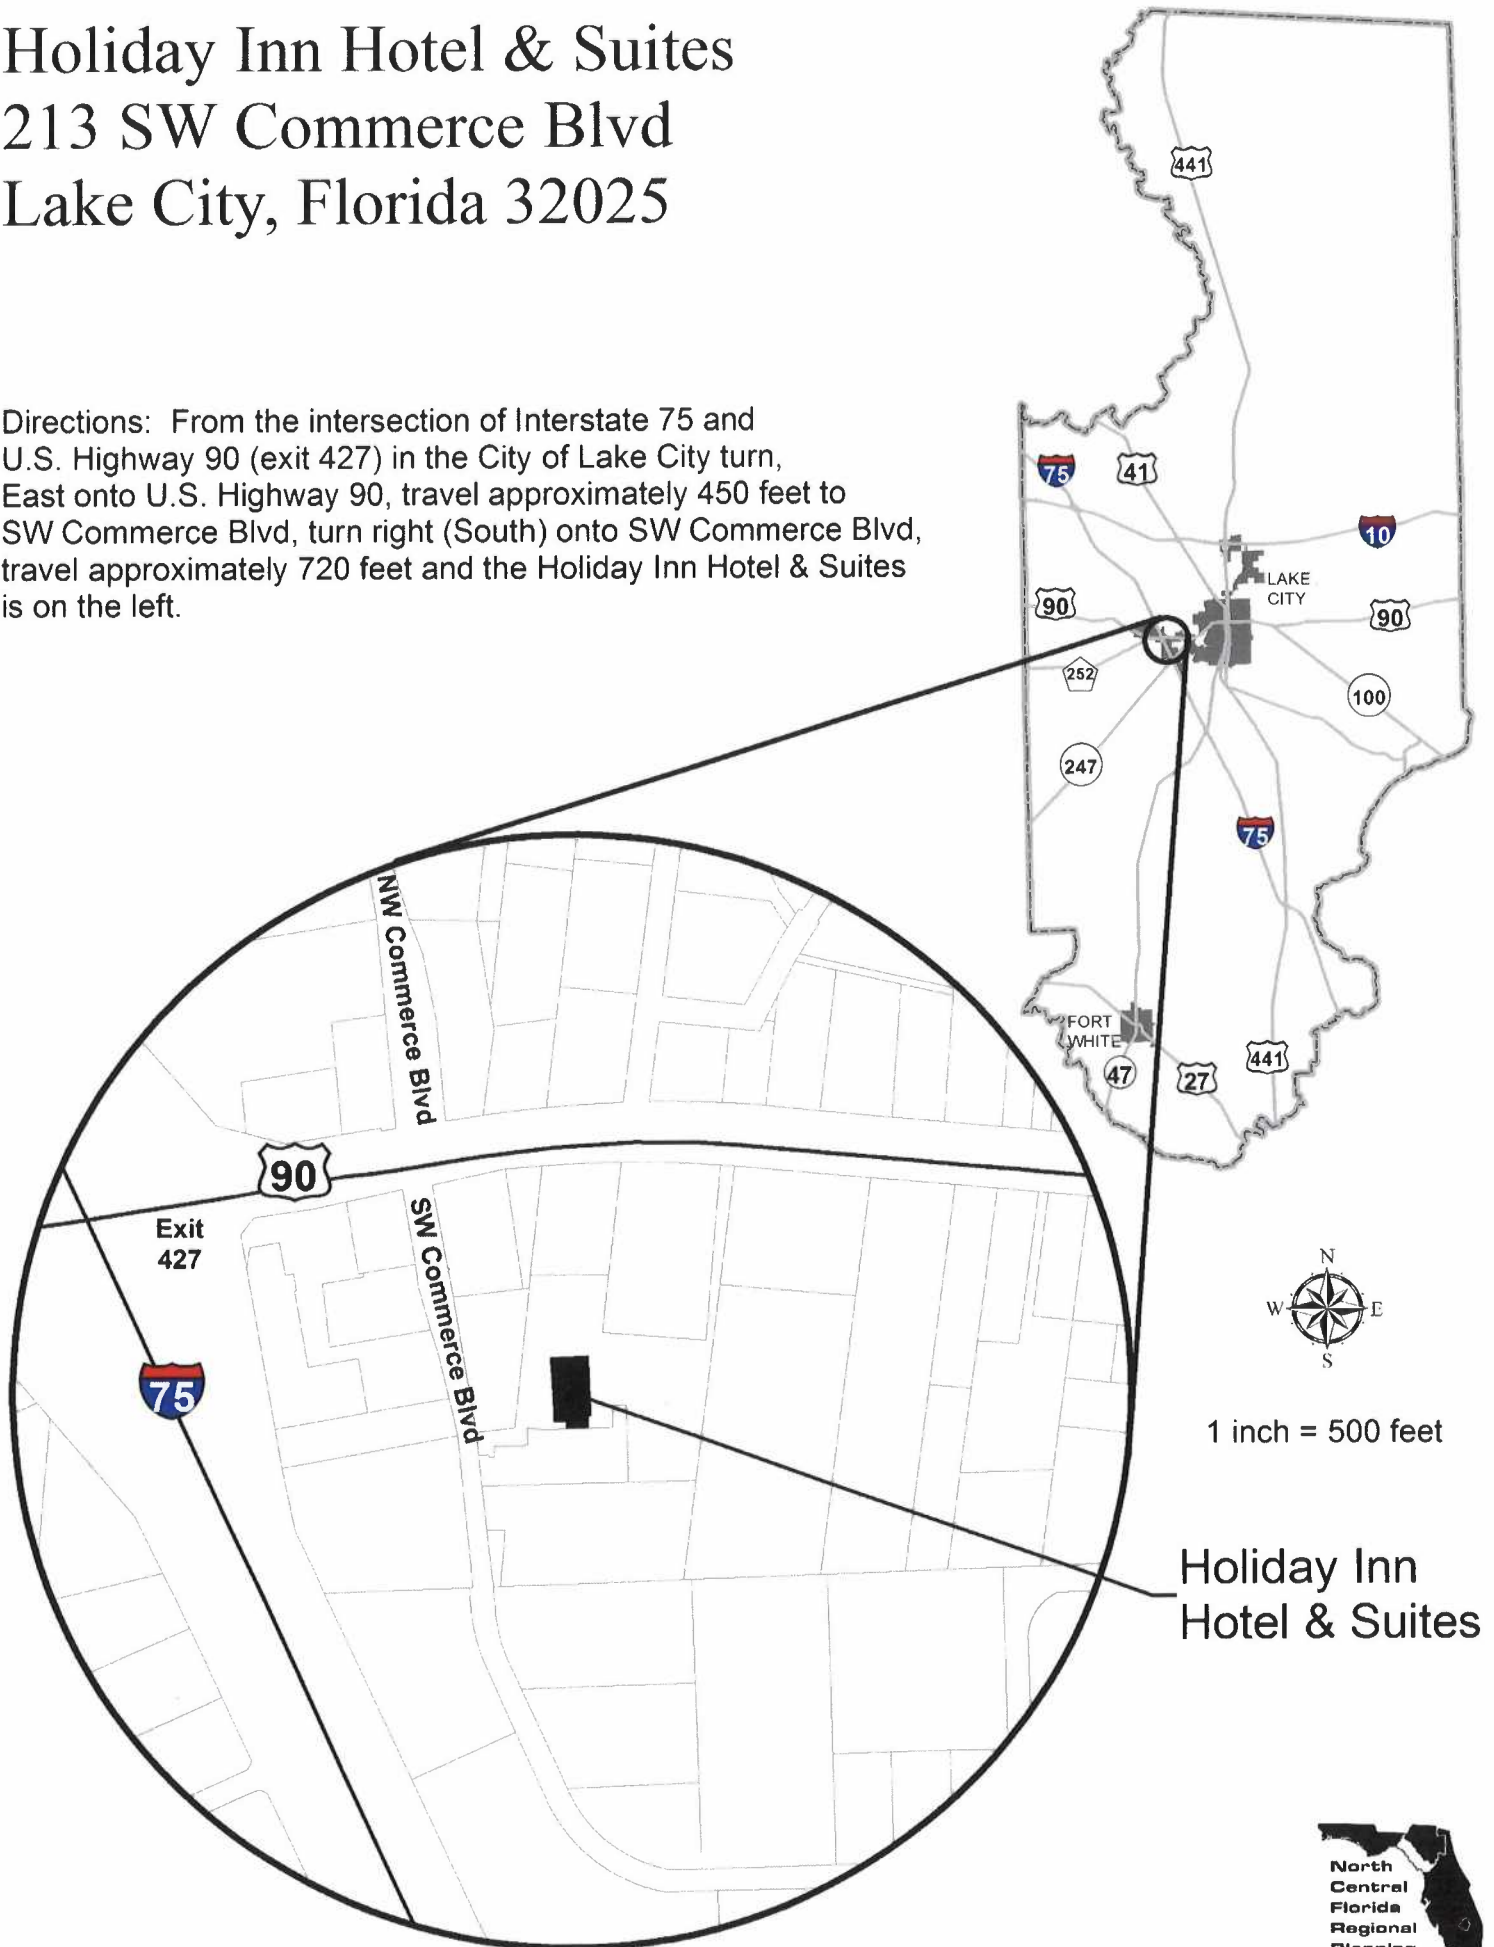 Holiday Inn Hotel & Suites
213 SW Commerce Blvd
Lake City, Florida 32025
Directions: From the intersection of Interstate 75 and
U.S. Highway 90 (exit 427) in the City of Lake City turn,
East onto U.S. Highway 90, travel approximately 450 feet to
SW Commerce Blvd, turn right (South) onto SW Commerce Blvd,
travel approximately 720 feet and the Holiday Inn Hotel & Suites
is on the left.
441
75
41
10
LAKE
CITY
90
90
252
100
247
75
FORT
WHITE
47
27
441
NW Commerce Blvd
90
Exit
427
SW Commerce Blvd
75
N
W
E
S
1 inch = 500 feet
Holiday Inn
Hotel & Suites
North
Central
Florida
Regional